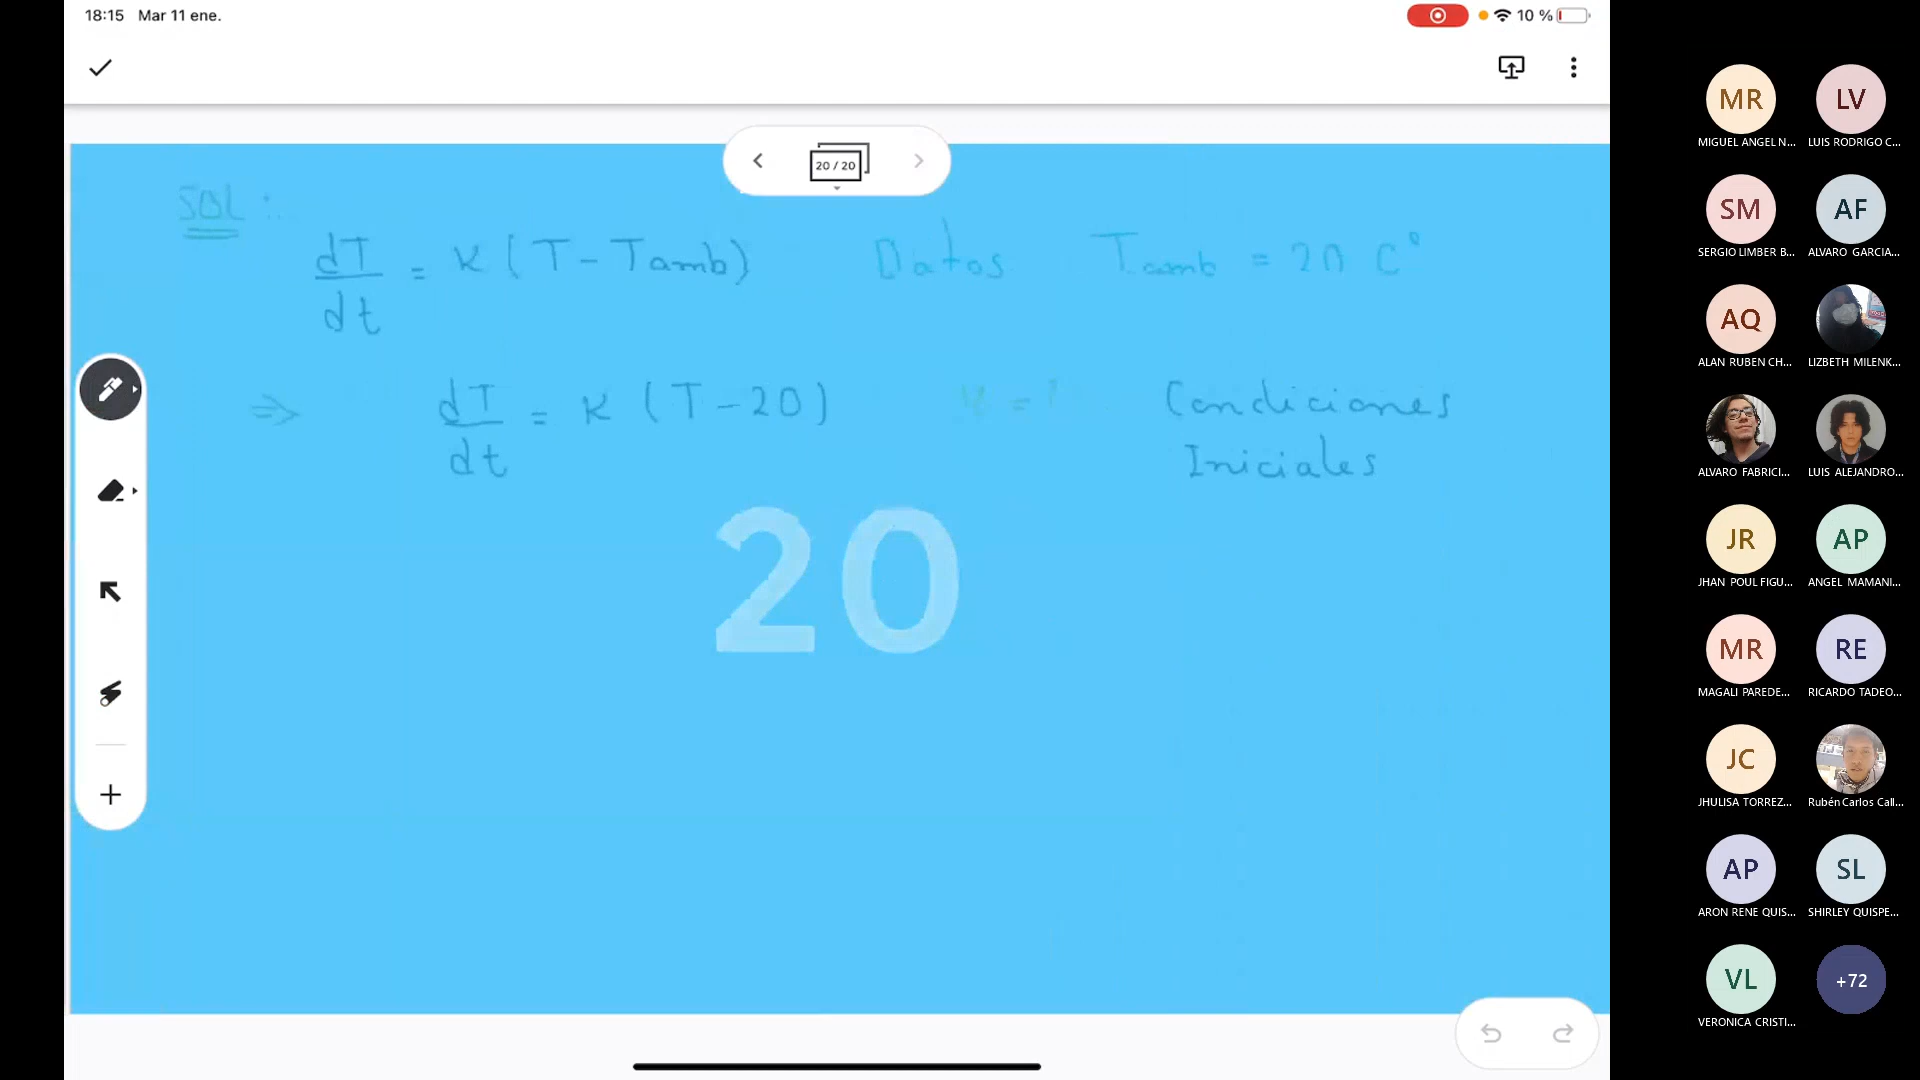 18:15 Mar 11 ene.
10 %
20 / 20
SOL :
dT/dt = K (T - Tamb) Datos Tamb = 20 C°
⇒ dT/dt = K (T - 20) Condiciones
Iniciales
20
MR LV
MIGUEL ANGEL N... LUIS RODRIGO C...
SM AF
SERGIO LIMBER B... ALVARO GARCIA...
AQ
ALAN RUBEN CH... LIZBETH MILENK...
ALVARO FABRICI... LUIS ALEJANDRO...
JR AP
JHAN POUL FIGU... ANGEL MAMANI...
MR RE
MAGALI PAREDE... RICARDO TADEO...
JC
JHULISA TORREZ... Rubén Carlos Call...
AP SL
ARON RENE QUIS... SHIRLEY QUISPE...
VL +72
VERONICA CRISTI...